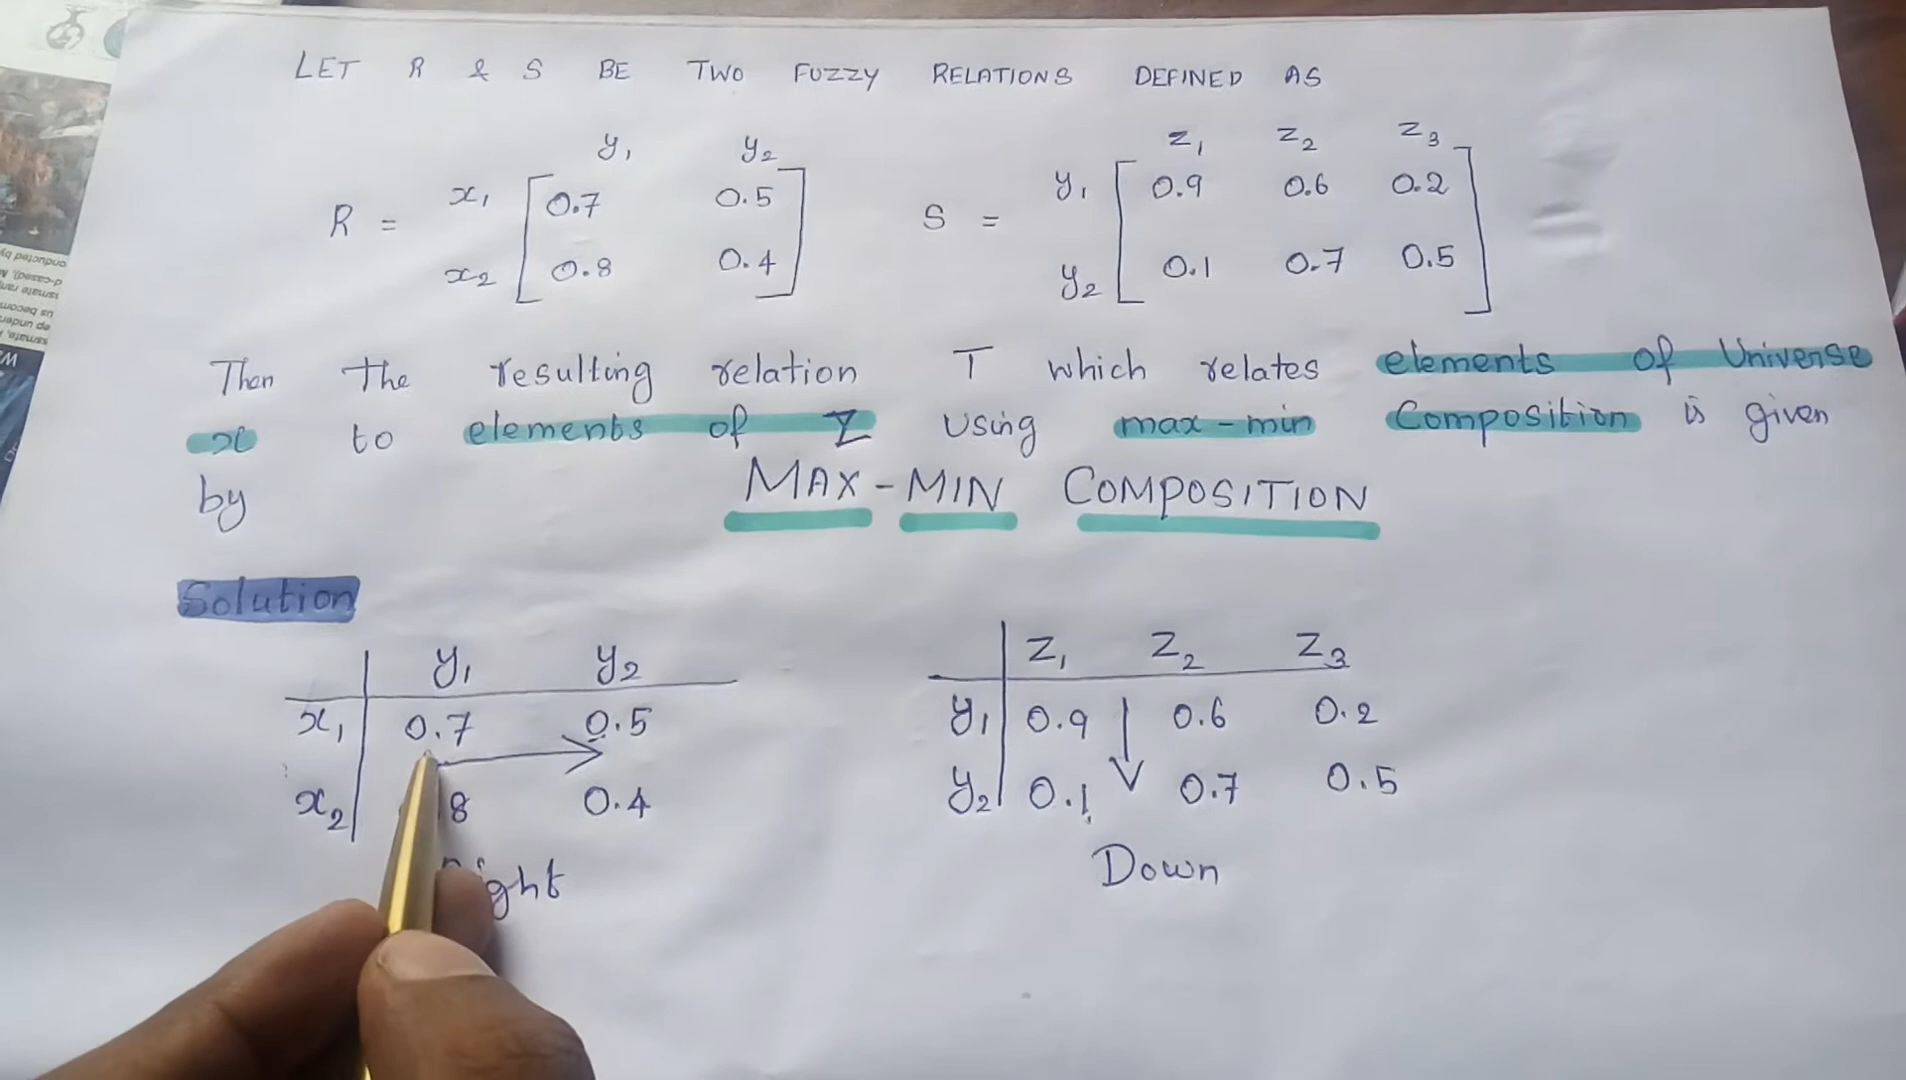 LET R & S BE TWO FUZZY RELATIONS DEFINED AS
y1 y2
z1 z2 z3
R = x1 0.7 0.5
x2 0.8 0.4
S = y1 0.9 0.6 0.2
y2 0.1 0.7 0.5
Then the resulting relation T which relates elements of Universe
x to elements of Z using max-min Composition is given
by
MAX-MIN COMPOSITION
Solution
y1 y2
x1 0.7 0.5
x2 8 0.4
ght
z1 z2 z3
y1 0.9 0.6 0.2
y2 0.1 0.7 0.5
Down